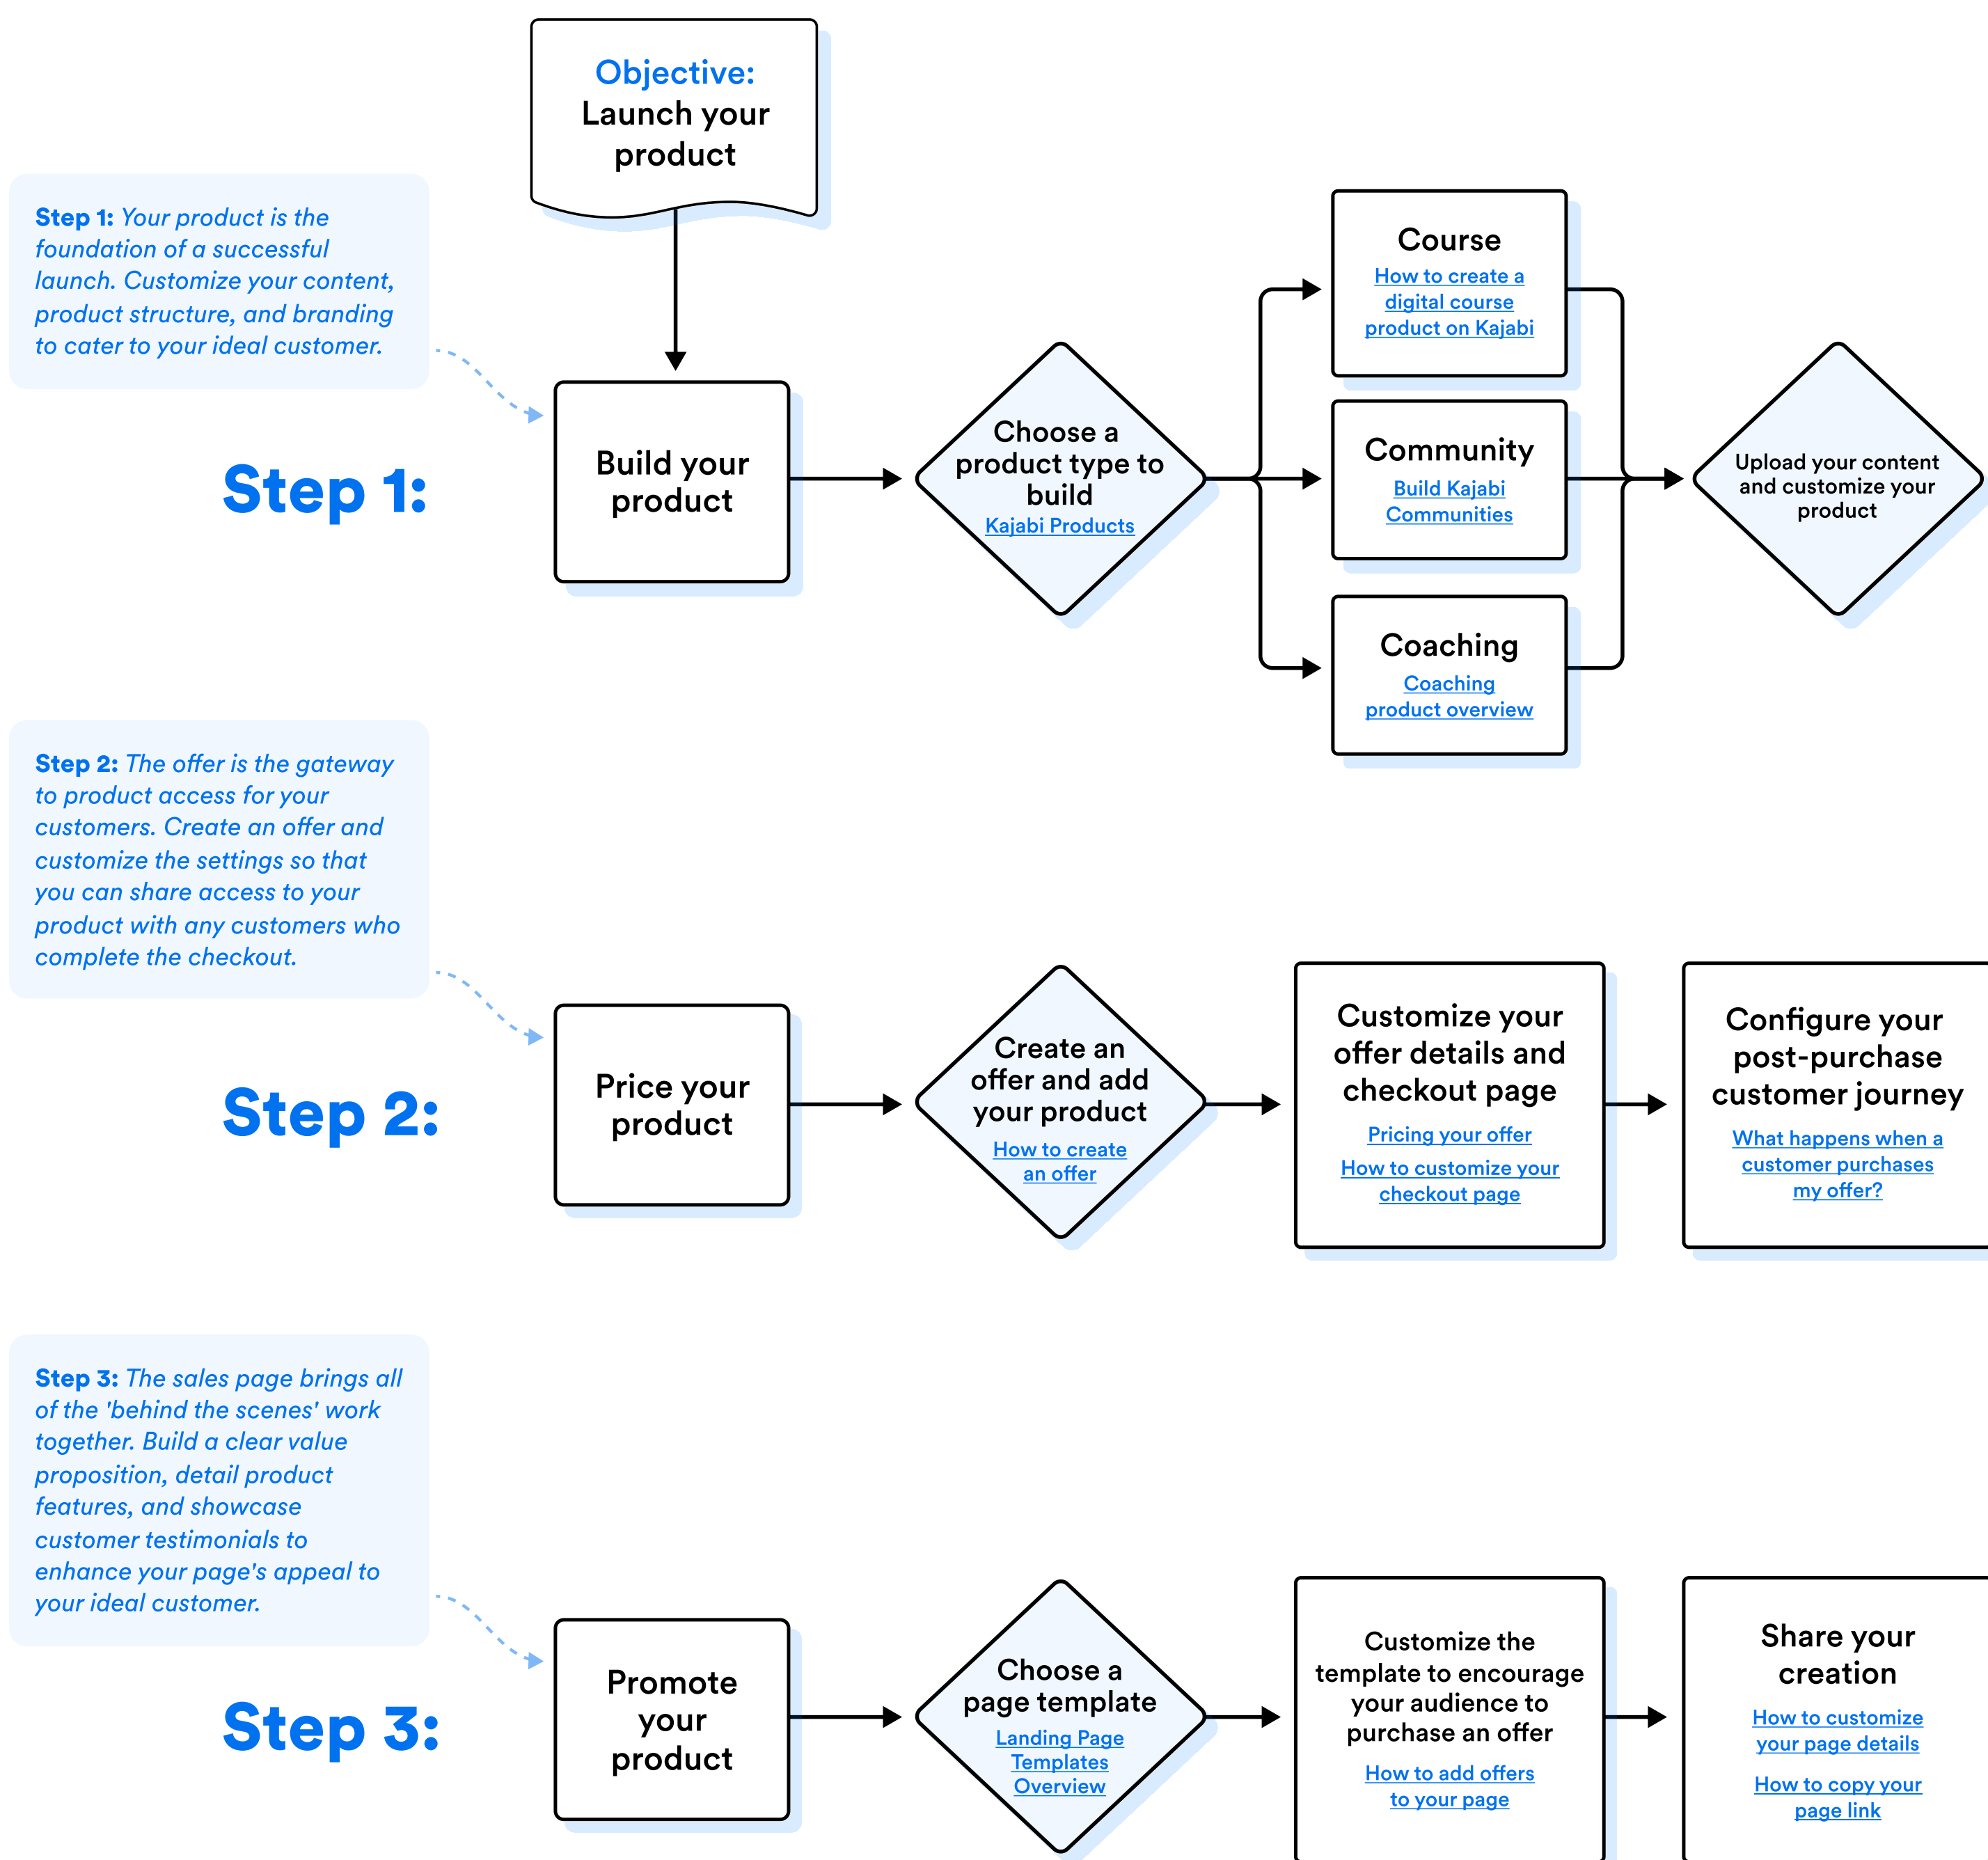 Objective:
Launch your
product
Step 1: Your product is the
foundation of a successful
launch. Customize your content,
product structure, and branding
to cater to your ideal customer.
Step 1:
Build your
product
Choose a
product type to
build
Kajabi Products
Course
How to create a
digital course
product on Kajabi
Community
Build Kajabi
Communities
Coaching
Coaching
product overview
Upload your content
and customize your
product
Step 2: The offer is the gateway
to product access for your
customers. Create an offer and
customize the settings so that
you can share access to your
product with any customers who
complete the checkout.
Step 2:
Price your
product
Create an
offer and add
your product
How to create
an offer
Customize your
offer details and
checkout page
Pricing your offer
How to customize your
checkout page
Configure your
post-purchase
customer journey
What happens when a
customer purchases
my offer?
Step 3: The sales page brings all
of the 'behind the scenes' work
together. Build a clear value
proposition, detail product
features, and showcase
customer testimonials to
enhance your page's appeal to
your ideal customer.
Step 3:
Promote
your
product
Choose a
page template
Landing Page
Templates
Overview
Customize the
template to encourage
your audience to
purchase an offer
How to add offers
to your page
Share your
creation
How to customize
your page details
How to copy your
page link